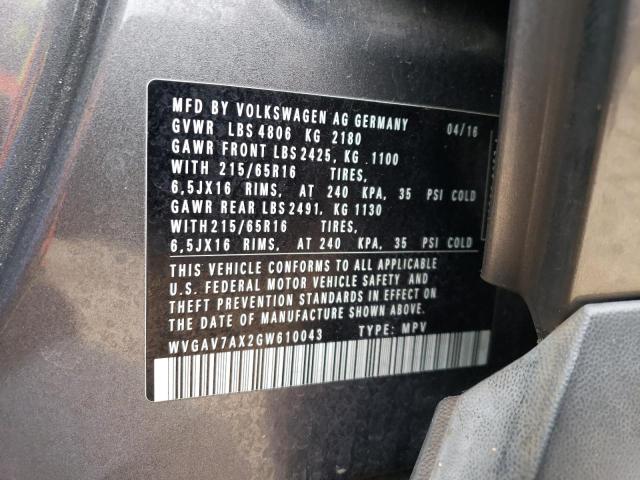 MFD BY VOLKSWAGEN AG GERMANY 04/16
GVWR LBS 4806 KG 2180
GAWR FRONT LBS 2425, KG .1100
WITH 215/65R16 TIRES,
6,5JX16 RIMS, AT 240 KPA, 35 PSI COLD
GAWR REAR LBS 2491. KG 1130
WITH 215/65R16 TIRES,
6,5JX16 RIMS, AT 240 KPA, 35 PSI COLD
THIS VEHICLE CONFORMS TO ALL APPLICABLE
U.S. FEDERAL MOTOR VEHICLE SAFETY AND
THEFT PREVENTION STANDARDS IN EFFECT ON
THE DATE OF MANUFACTURE SHOWN ABOVE
WVGAV7AX2GW610043 TYPE: MPV